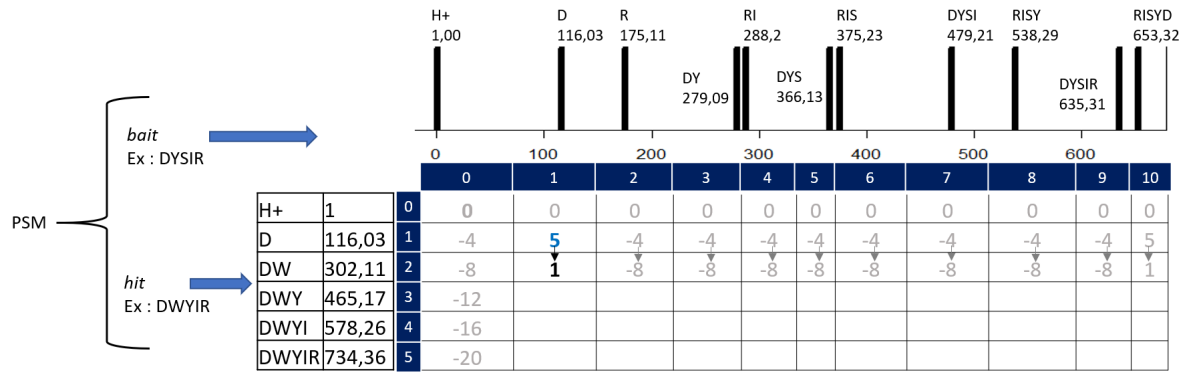 H+ D R RI RIS DYSI RISY RISYD
1,00 116,03 175,11 288,2 375,23 479,21 538,29 653,32
DY DYS DYSIR
279,09 366,13 635,31
bait
Ex : DYSIR
0 100 200 300 400 500 600
0 1 2 3 4 5 6 7 8 9 10
PSM
H+ 1 0 0 0 0 0 0 0 0 0 0 0 0
D 116,03 1 -4 5 -4 -4 -4 -4 -4 -4 -4 -4 5
DW 302,11 2 -8 1 -8 -8 -8 -8 -8 -8 -8 -8 1
hit
Ex : DWYIR
DWY 465,17 3 -12
DWYI 578,26 4 -16
DWYIR 734,36 5 -20